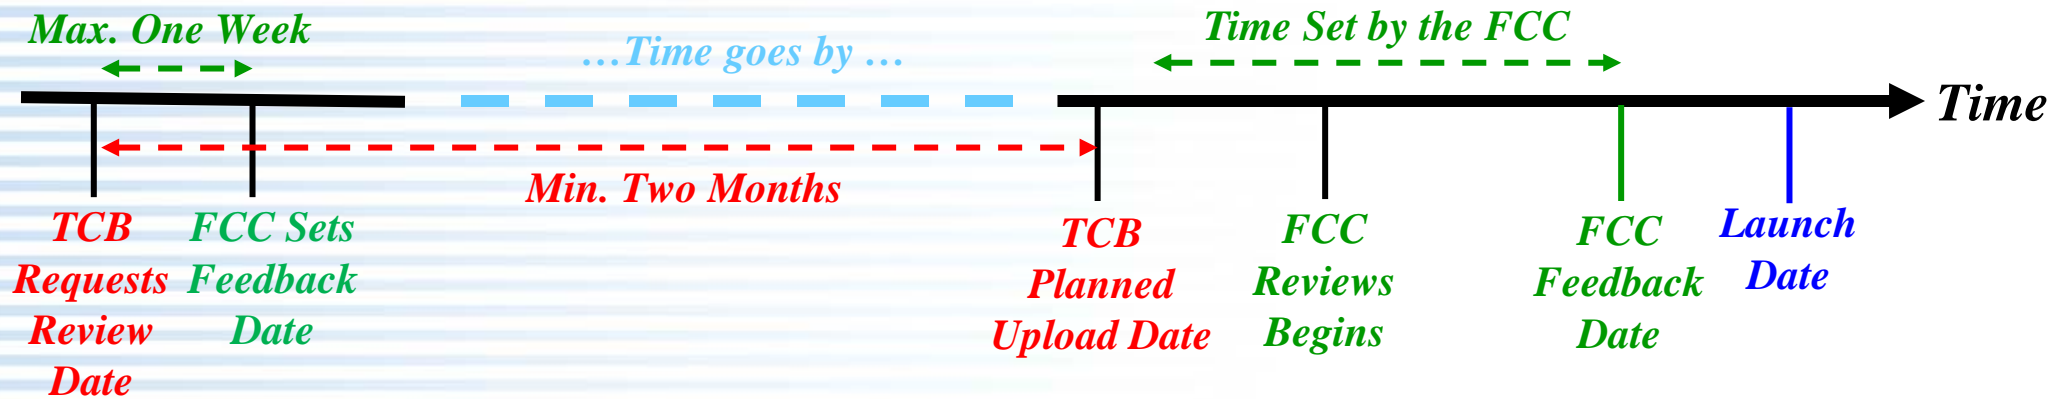 Max. One Week
…Time goes by …
Time Set by the FCC
Time
Min. Two Months
TCB
Requests
Review
Date
FCC Sets
Feedback
Date
TCB
Planned
Upload Date
FCC
Reviews
Begins
FCC
Feedback
Date
Launch
Date